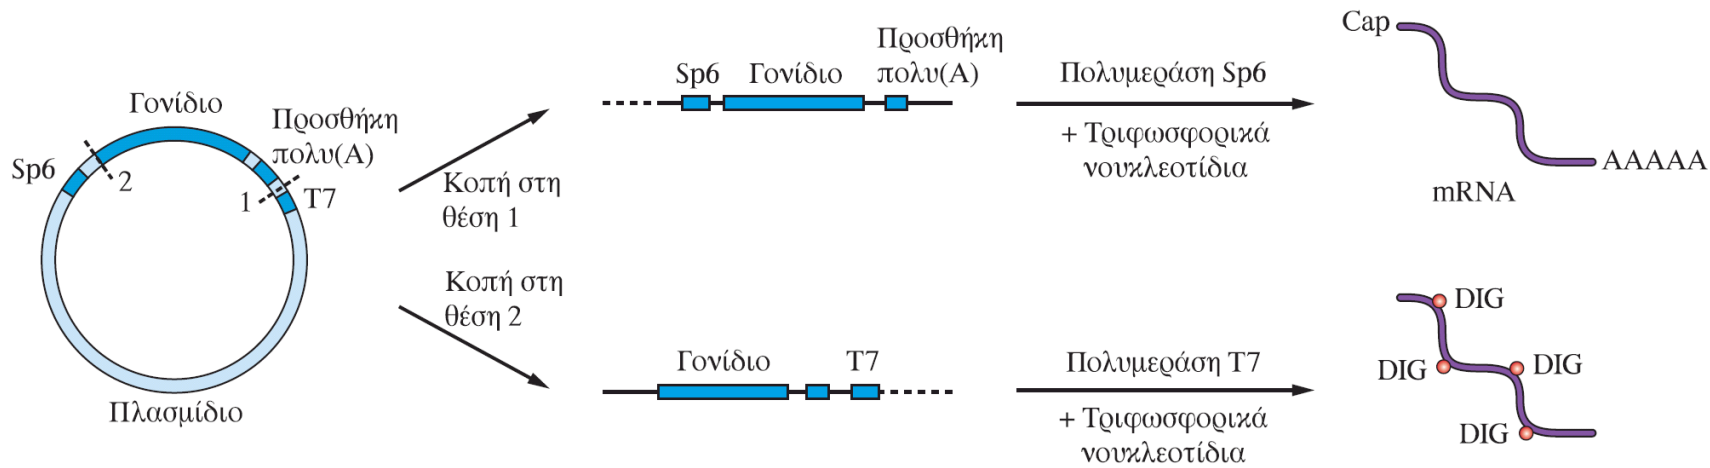 Γονίδιο
Προσθήκη
πολυ(Α)
Sp6
2
1
T7
Πλασμίδιο
Κοπή στη
θέση 1
Κοπή στη
θέση 2
Sp6
Γονίδιο
Προσθήκη
πολυ(Α)
Πολυμεράση Sp6
+ Τριφωσφορικά
νουκλεοτίδια
Cap
AAAAA
mRNA
Γονίδιο
T7
Πολυμεράση T7
+ Τριφωσφορικά
νουκλεοτίδια
DIG
DIG
DIG
DIG